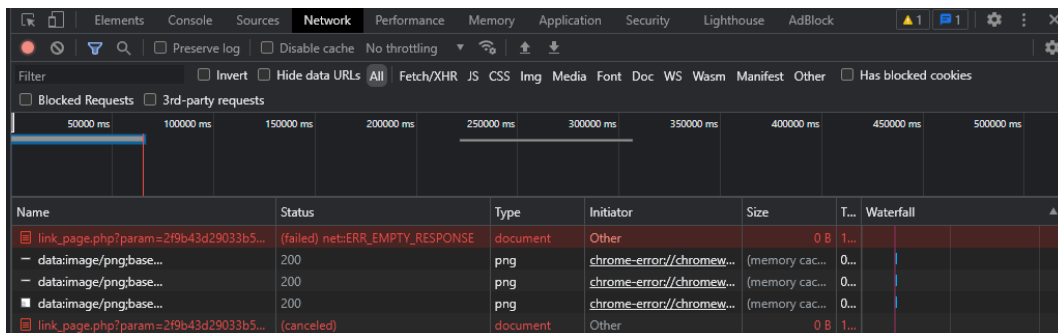 Elements Console Sources Network Performance Memory Application Security Lighthouse AdBlock 1 1
Preserve log Disable cache No throttling
Filter Invert Hide data URLs All Fetch/XHR JS CSS Img Media Font Doc WS Wasm Manifest Other Has blocked cookies
Blocked Requests 3rd-party requests
50000 ms 100000 ms 150000 ms 200000 ms 250000 ms 300000 ms 350000 ms 400000 ms 450000 ms 500000 ms
Name Status Type Initiator Size T... Waterfall
link_page.php?param=2f9b43d29033b5... (failed) net::ERR_EMPTY_RESPONSE document Other 0 B 1...
data:image/png;base... 200 png chrome-error://chromew... (memory cac... 0...
data:image/png;base... 200 png chrome-error://chromew... (memory cac... 0...
data:image/png;base... 200 png chrome-error://chromew... (memory cac... 0...
link_page.php?param=2f9b43d29033b5... (canceled) document Other 0 B 1...